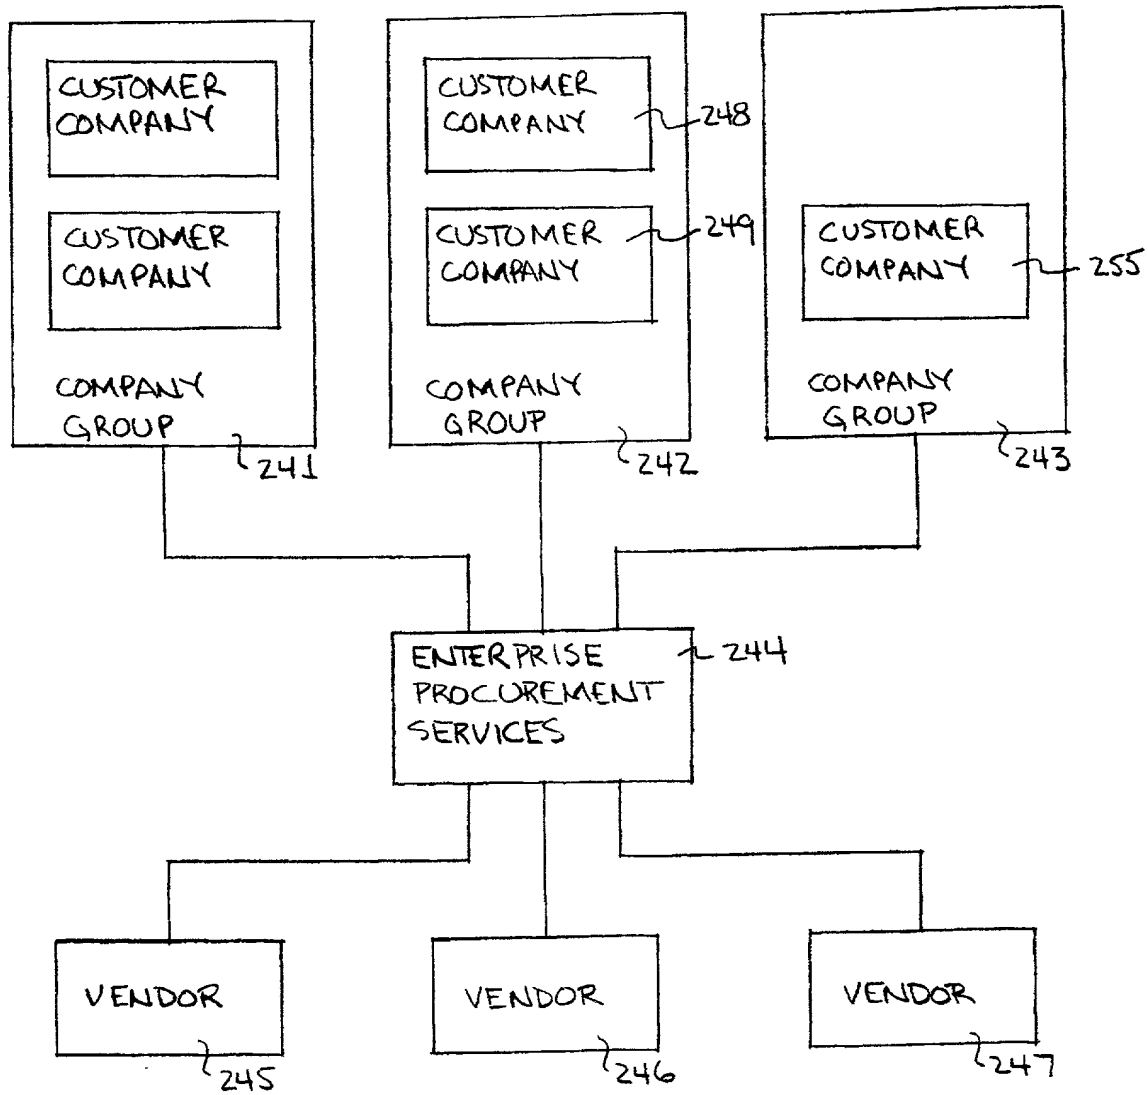 CUSTOMER
COMPANY
CUSTOMER
COMPANY
COMPANY
GROUP
241
CUSTOMER
COMPANY
248
CUSTOMER
COMPANY
249
COMPANY
GROUP
242
CUSTOMER
COMPANY
255
COMPANY
GROUP
243
ENTERPRISE
PROCUREMENT
SERVICES
244
VENDOR
245
VENDOR
246
VENDOR
247